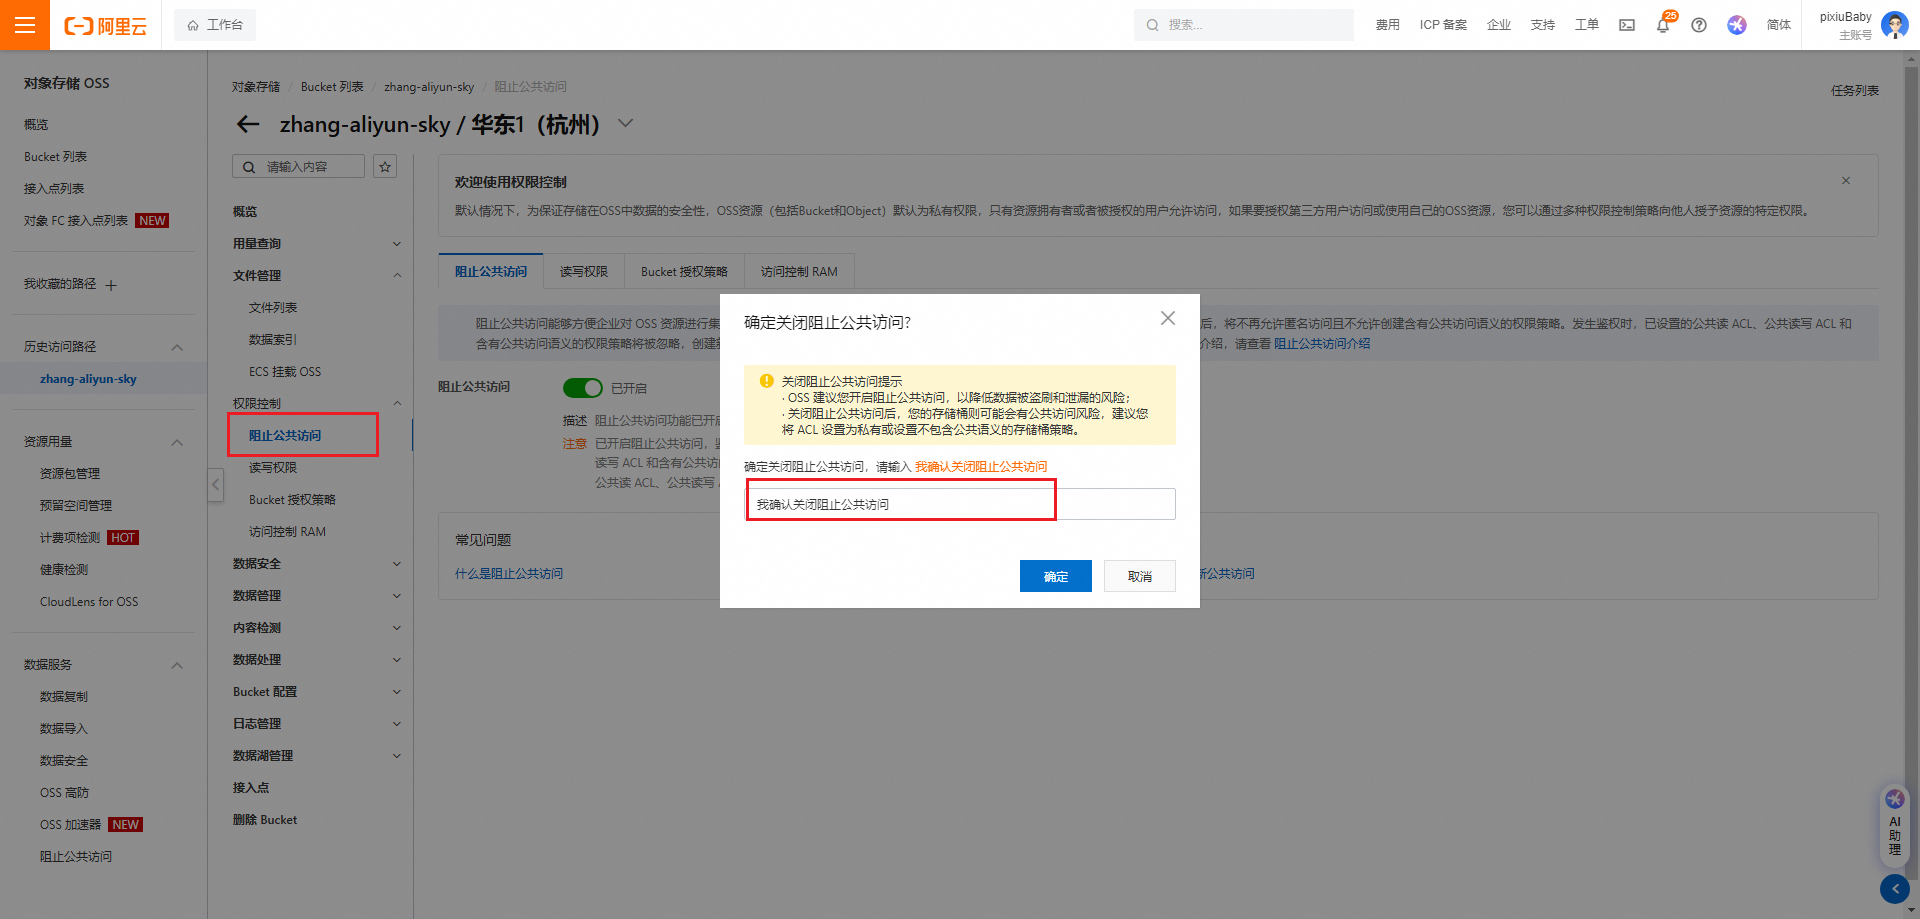 阿里云
工作台
搜索...
费用
ICP 备案
企业
支持
工单
25
简体
pixiuBaby
主账号
对象存储 OSS
概览
Bucket 列表
接入点列表
对象 FC 接入点列表 NEW
我收藏的路径
历史访问路径
zhang-aliyun-sky
资源用量
资源包管理
预留空间管理
计费项检测 HOT
健康检测
CloudLens for OSS
数据服务
数据复制
数据导入
数据安全
OSS 高防
OSS 加速器 NEW
阻止公共访问
对象存储 / Bucket 列表 / zhang-aliyun-sky / 阻止公共访问
任务列表
zhang-aliyun-sky / 华东1（杭州）
请输入内容
概览
用量查询
文件管理
文件列表
数据索引
ECS 挂载 OSS
权限控制
阻止公共访问
读写权限
Bucket 授权策略
访问控制 RAM
数据安全
数据管理
内容检测
数据处理
Bucket 配置
日志管理
数据湖管理
接入点
删除 Bucket
欢迎使用权限控制
默认情况下，为保证存储在OSS中数据的安全性，OSS资源（包括Bucket和Object）默认为私有权限，只有资源拥有者或者被授权的用户允许访问，如果要授权第三方用户访问或使用自己的OSS资源，您可以通过多种权限控制策略向他人授予资源的特定权限。
阻止公共访问
读写权限
Bucket 授权策略
访问控制 RAM
阻止公共访问能够方便企业对 OSS 资源进行集
后，将不再允许匿名访问且不允许创建含有公共访问语义的权限策略。发生鉴权时，已设置的公共读 ACL、公共读写 ACL 和
含有公共访问语义的权限策略将被忽略，创建
介绍，请查看 阻止公共访问介绍
阻止公共访问
已开启
描述 阻止公共访问功能已开
注意 已开启阻止公共访问，
读写 ACL 和含有公共访
公共读 ACL、公共读写
常见问题
什么是阻止公共访问
新公共访问
确定关闭阻止公共访问?
关闭阻止公共访问提示
· OSS 建议您开启阻止公共访问，以降低数据被盗刷和泄漏的风险；
· 关闭阻止公共访问后，您的存储桶则可能会有公共访问风险，建议您
将 ACL 设置为私有或设置不包含公共语义的存储桶策略。
确定关闭阻止公共访问，请输入 我确认关闭阻止公共访问
我确认关闭阻止公共访问
确定
取消
AI
助
理